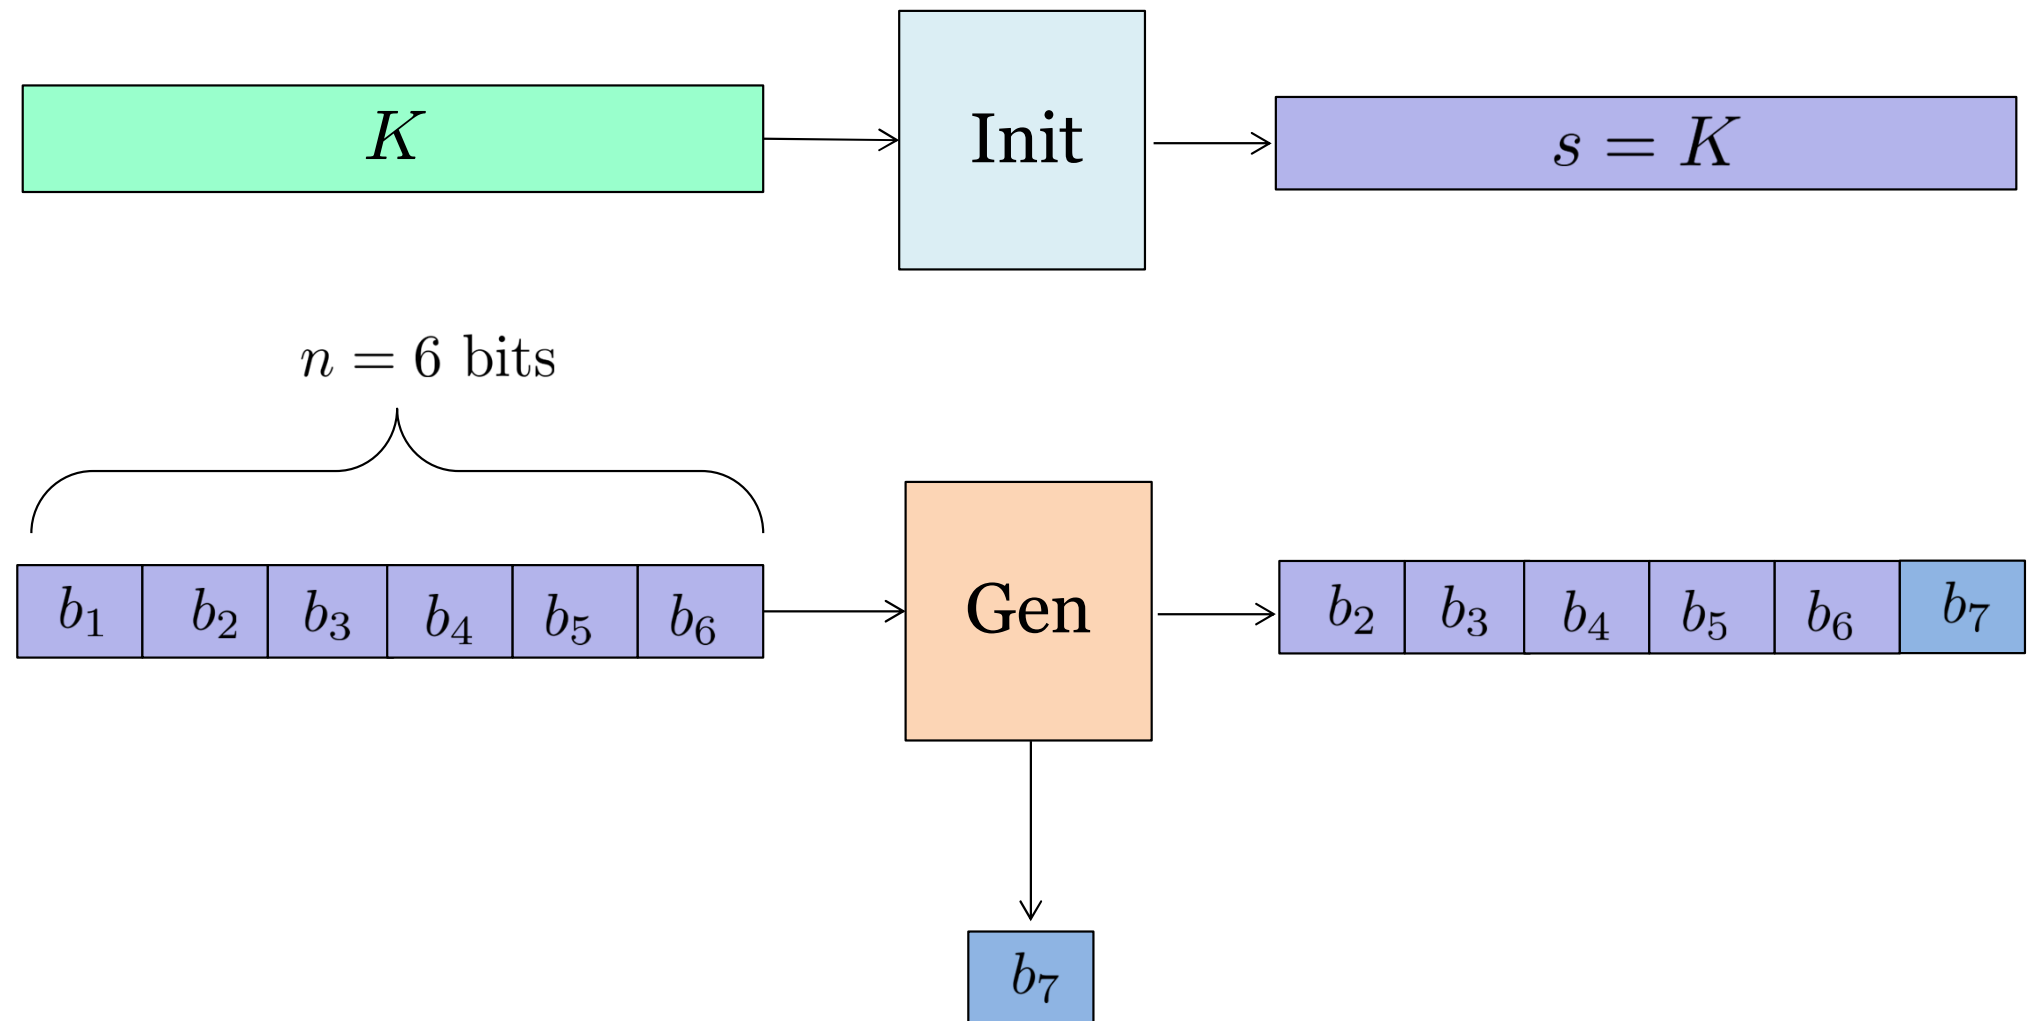 K
Init
s = K
n = 6 bits
b₁ b₂ b₃ b₄ b₅ b₆
Gen
b₂ b₃ b₄ b₅ b₆ b₇
b₇